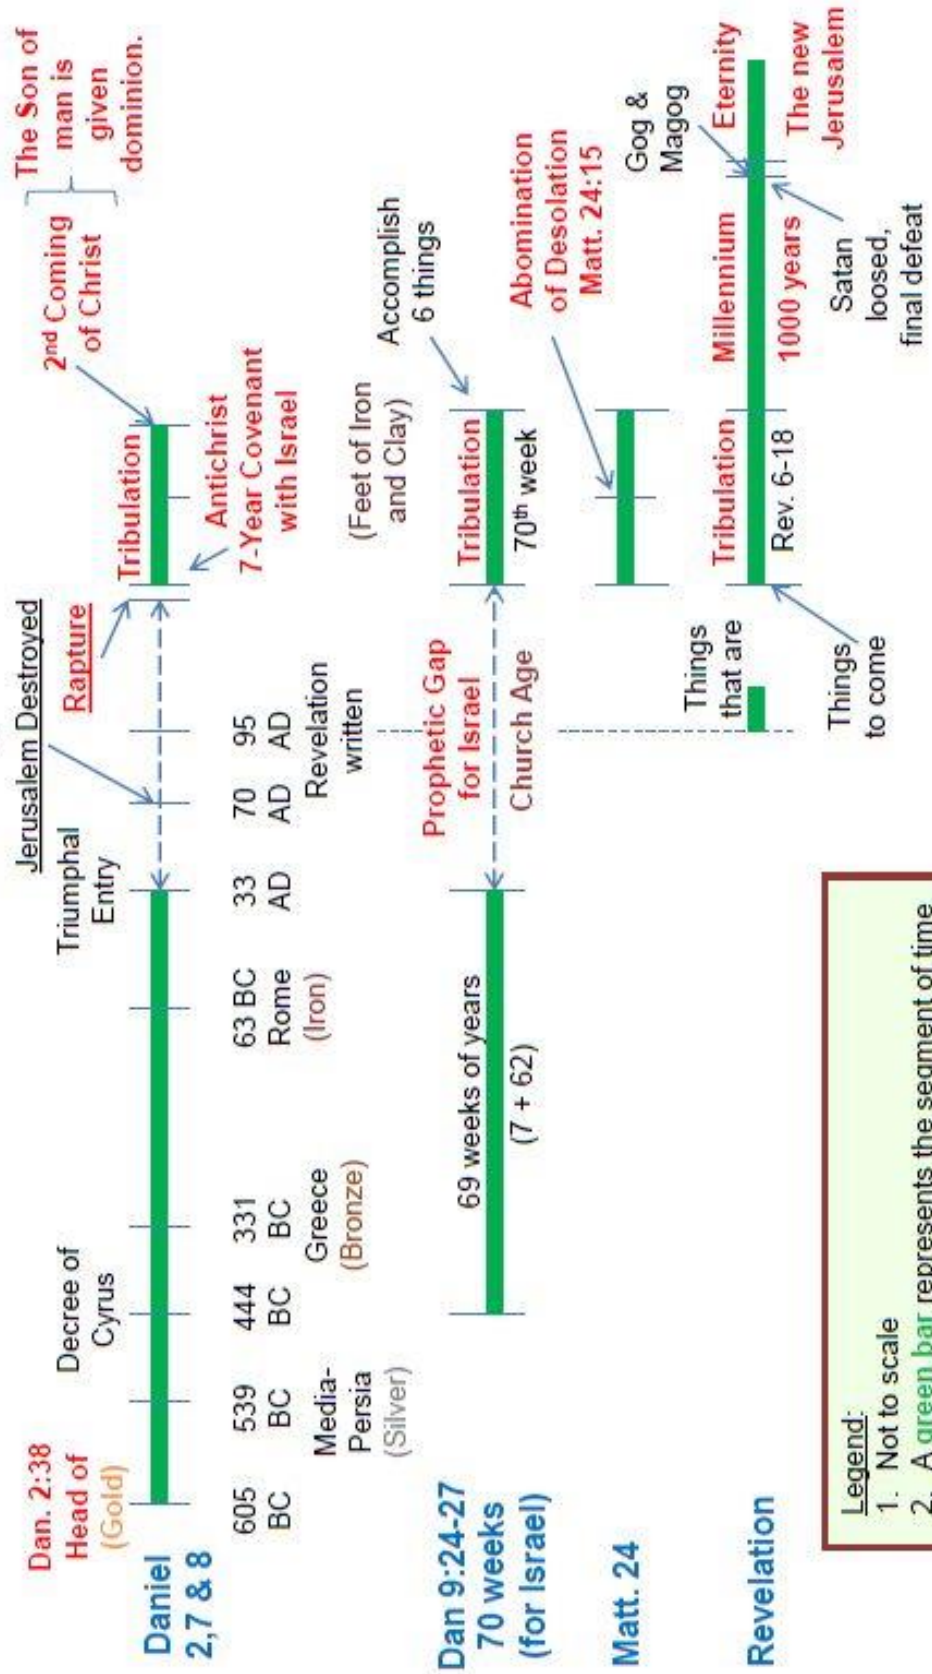 Dan. 2:38
Head of
(Gold)
Decree of
Cyrus
Triumphal
Entry
Jerusalem Destroyed
Rapture
Tribulation
2nd Coming
of Christ
The Son of
man is
given
dominion.
Daniel
2,7 & 8
605
BC
539
BC
Media-
Persia
(Silver)
444
BC
331
BC
Greece
(Bronze)
63 BC
Rome
(Iron)
33
AD
70
AD
95
AD
Revelation
written
Antichrist
7-Year Covenant
with Israel
(Feet of Iron
and Clay)
Dan 9:24-27
70 weeks
(for Israel)
69 weeks of years
(7 + 62)
Prophetic Gap
for Israel
Church Age
Tribulation
70th week
Accomplish
6 things
Matt. 24
Abomination
of Desolation
Matt. 24:15
Revelation
Things
that are
Things
to come
Tribulation
Rev. 6-18
Millennium
1000 years
Gog &
Magog
Satan
loosed,
final defeat
Eternity
The new
Jerusalem
Legend:
1. Not to scale
2. A green bar represents the segment of time